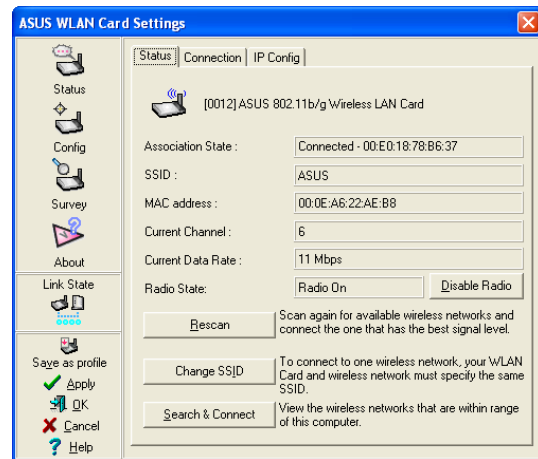 ASUS WLAN Card Settings
Status
Config
Survey
About
Link State
Save as profile
Apply
OK
Cancel
Help
Status
Connection
IP Config
[0012] ASUS 802.11b/g Wireless LAN Card
Association State :
Connected - 00:E0:18:78:B6:37
SSID :
ASUS
MAC address :
00:0E:A6:22:AE:B8
Current Channel :
6
Current Data Rate :
11 Mbps
Radio State:
Radio On
Disable Radio
Rescan
Scan again for available wireless networks and
connect the one that has the best signal level.
Change SSID
To connect to one wireless network, your WLAN
Card and wireless network must specify the same
SSID.
Search & Connect
View the wireless networks that are within range
of this computer.